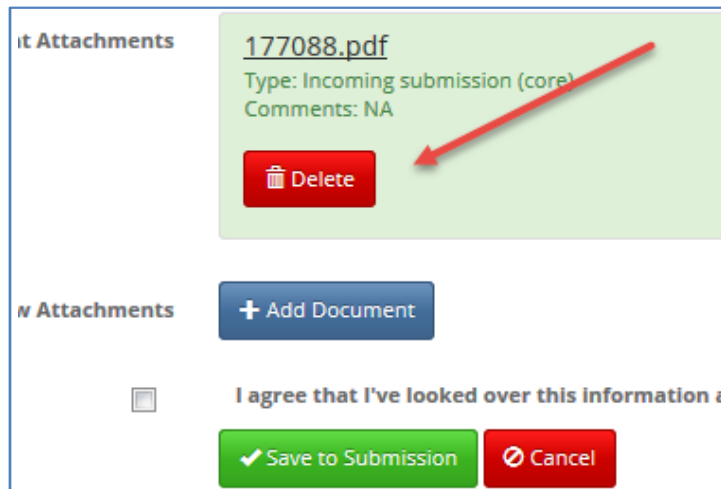 t Attachments
177088.pdf
Type: Incoming submission (core)
Comments: NA
Delete
w Attachments
Add Document
I agree that I've looked over this information a
Save to Submission
Cancel